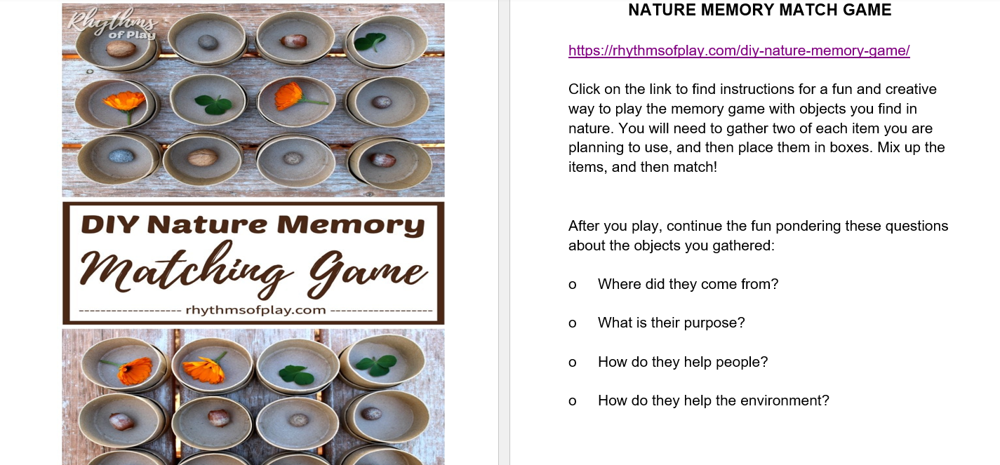 Rhythms
of Play
DIY Nature Memory
Matching Game
------------------- rhythmsofplay.com -------------------
NATURE MEMORY MATCH GAME
https://rhythmsofplay.com/diy-nature-memory-game/
Click on the link to find instructions for a fun and creative
way to play the memory game with objects you find in
nature. You will need to gather two of each item you are
planning to use, and then place them in boxes. Mix up the
items, and then match!
After you play, continue the fun pondering these questions
about the objects you gathered:
o Where did they come from?
o What is their purpose?
o How do they help people?
o How do they help the environment?